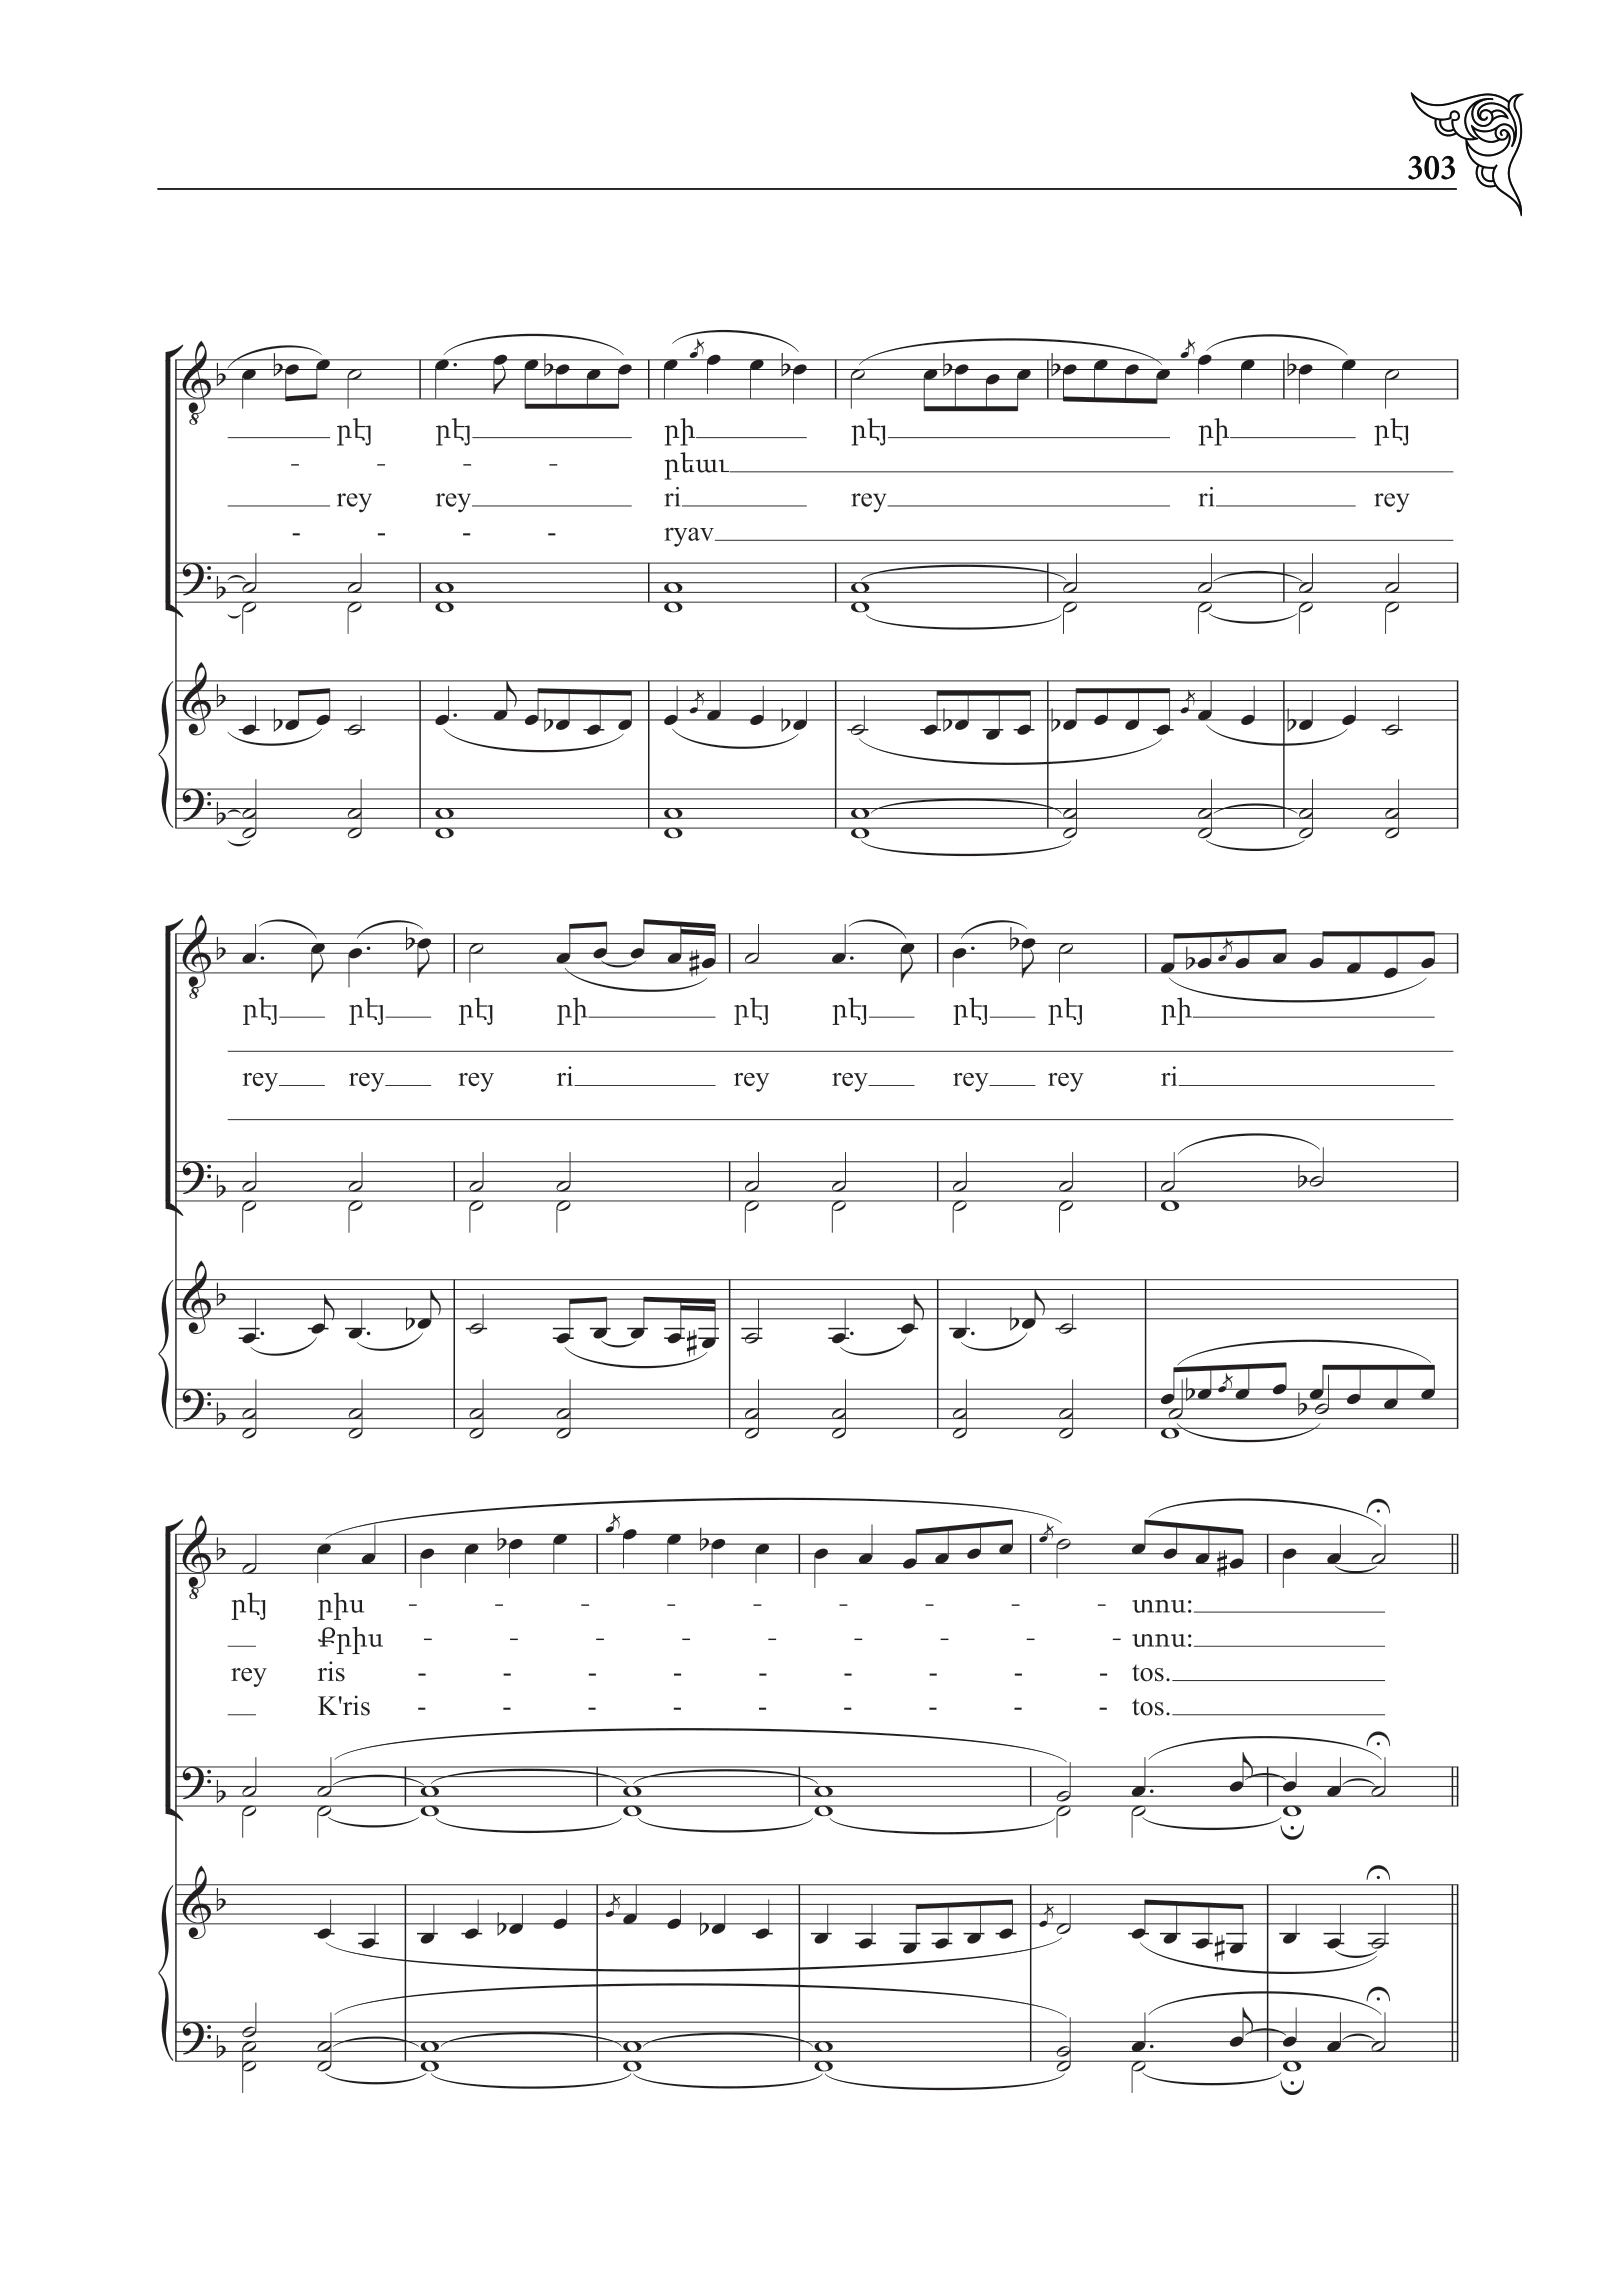 303
րէյ րէյ րի րէյ րի րէյ
- - - - րեաւ
rey rey ri rey ri rey
- - - - ryav
րէյ րէյ րէյ րի րէյ րէյ րէյ րէյ րի
rey rey rey ri rey rey rey rey ri
րէյ րիս - - - - - - - - - տոս:
Քրիս - - - - - - - - - տոս:
rey ris - - - - - - - - - tos.
K'ris - - - - - - - - - tos.